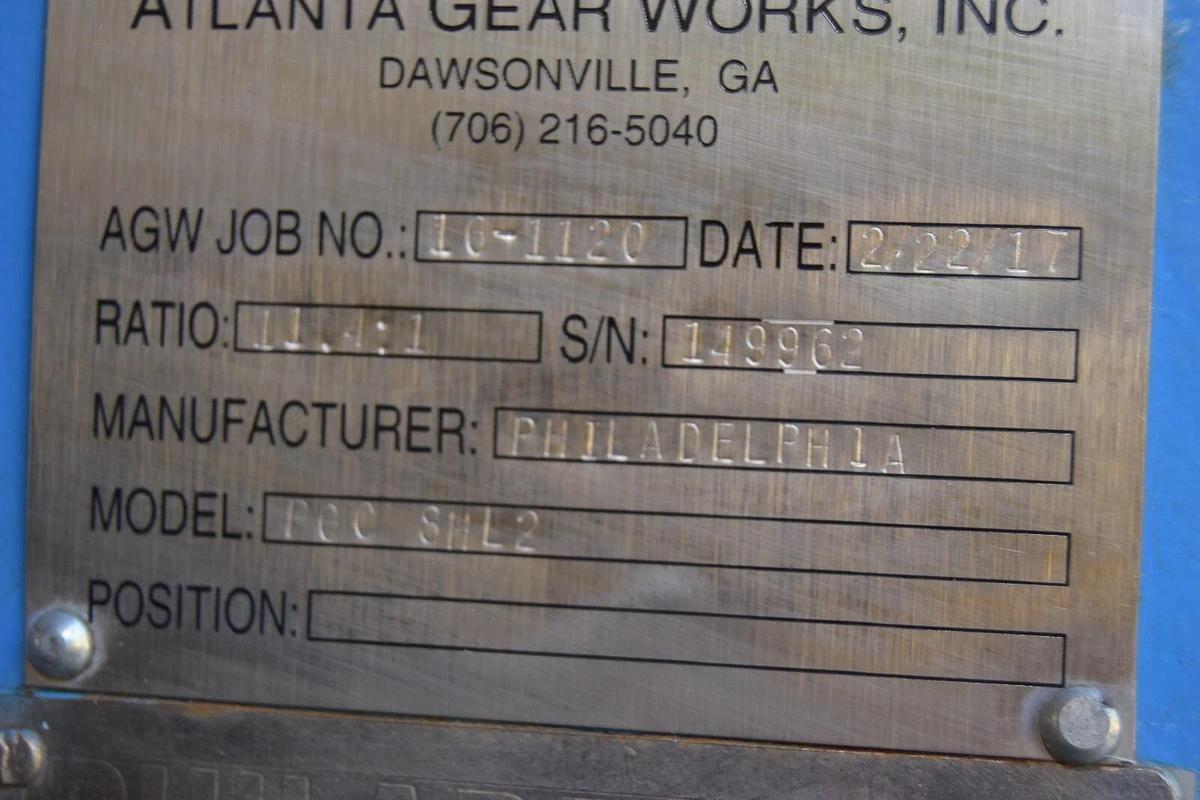 ATLANTA GEAR WORKS, INC.
DAWSONVILLE, GA
(706) 216-5040
AGW JOB NO.: 16-1120 DATE: 2/22/17
RATIO: 11.4:1 S/N: 149962
MANUFACTURER: PHILADELPHIA
MODEL: PGC 8HL2
POSITION: